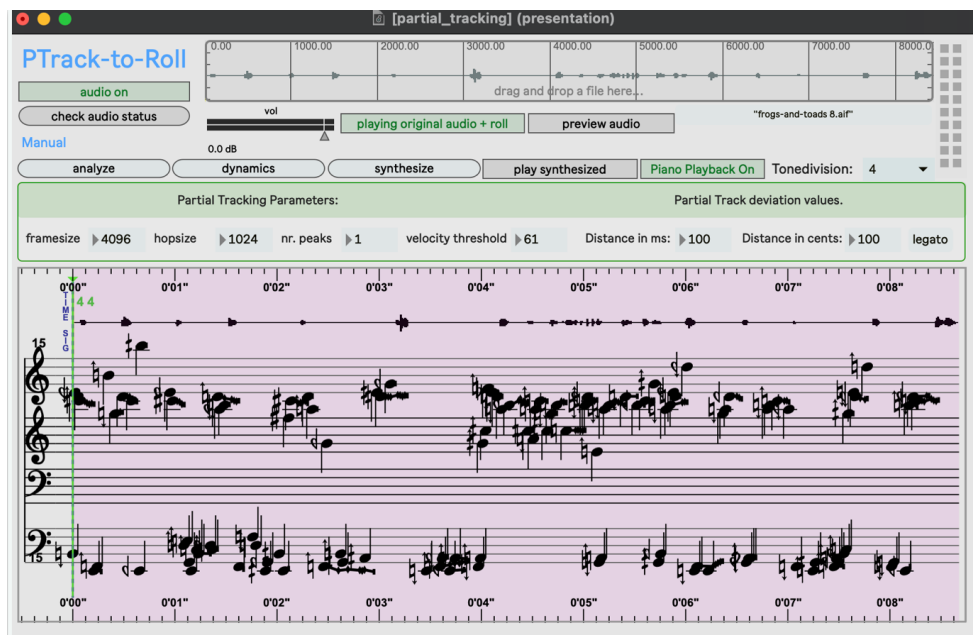 [partial_tracking] (presentation)
PTrack-to-Roll
0.00 1000.00 2000.00 3000.00 4000.00 5000.00 6000.00 7000.00 8000.0
audio on
drag and drop a file here...
check audio status
vol
playing original audio + roll
preview audio
"frogs-and-toads 8.aif"
Manual
0.0 dB
analyze
dynamics
synthesize
play synthesized
Piano Playback On
Tonedivision: 4
Partial Tracking Parameters:
Partial Track deviation values.
framesize 4096 hopsize 1024 nr. peaks 1 velocity threshold 61 Distance in ms: 100 Distance in cents: 100 legato
0'00" 0'01" 0'02" 0'03" 0'04" 0'05" 0'06" 0'07" 0'08"
TIME SIG
4 4
15
15
0'00" 0'01" 0'02" 0'03" 0'04" 0'05" 0'06" 0'07" 0'08"